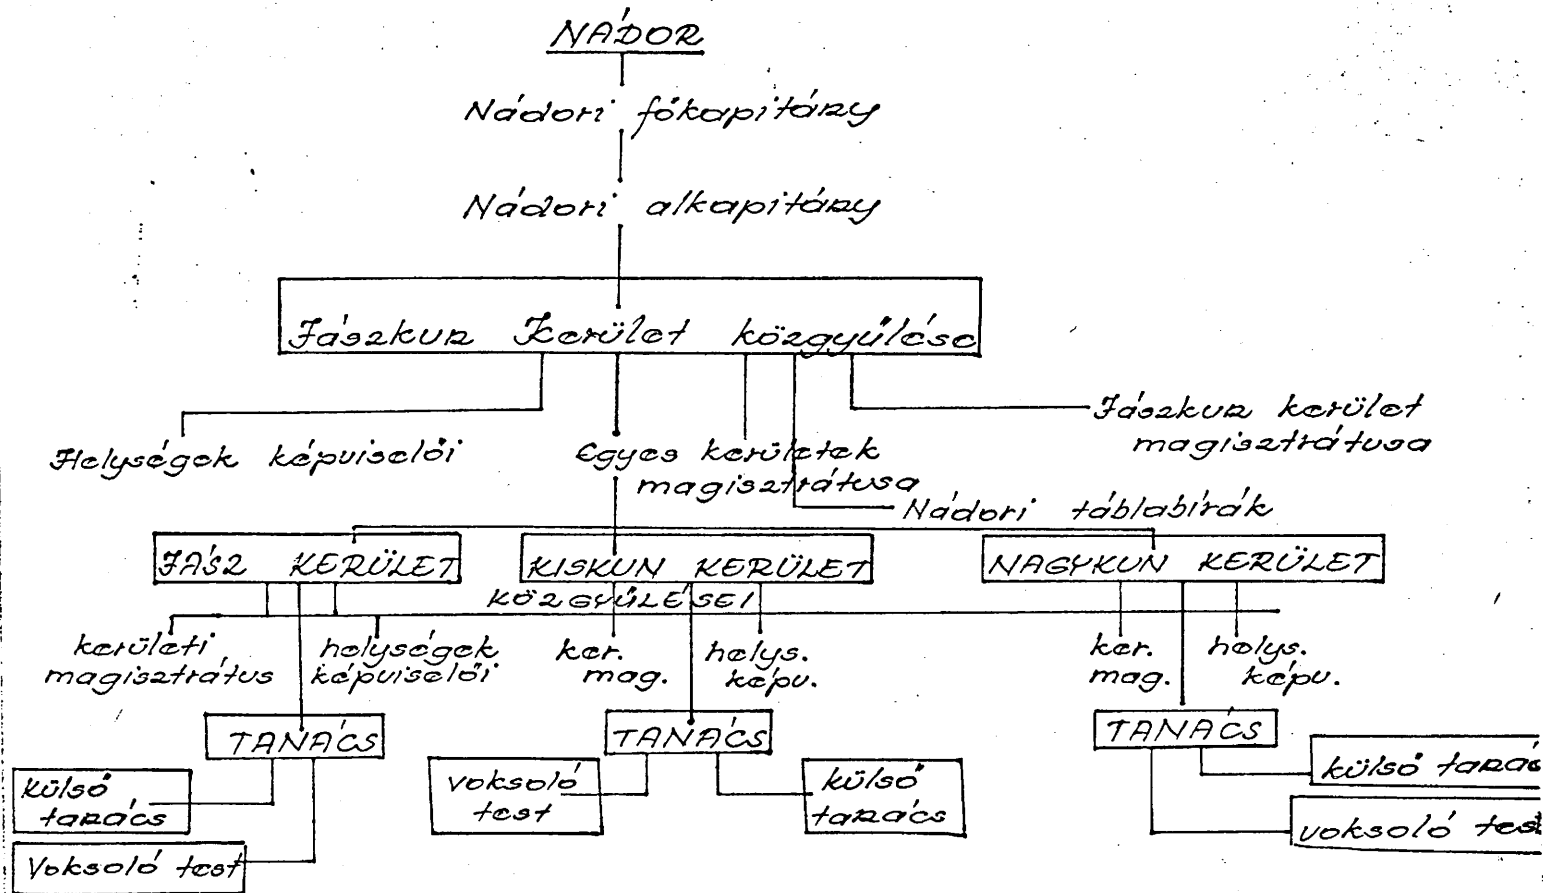 NÁDOR
Nádori főkapitány
Nádori alkapitány
Jászkun Kerület közgyűlése
Helységek képviselői
Egyes kerületek
magisztrátusa
Jászkun kerület
magisztrátusa
Nádori táblabírák
JÁSZ KERÜLET
KISKUN KERÜLET
NAGYKUN KERÜLET
KÖZGYŰLÉSEI
kerületi
magisztrátus
helységek
képviselői
ker.
mag.
helys.
képv.
ker.
mag.
helys.
képv.
TANÁCS
TANÁCS
TANÁCS
külső
tanács
Voksoló test
voksoló
test
külső
tanács
külső taná
voksoló test